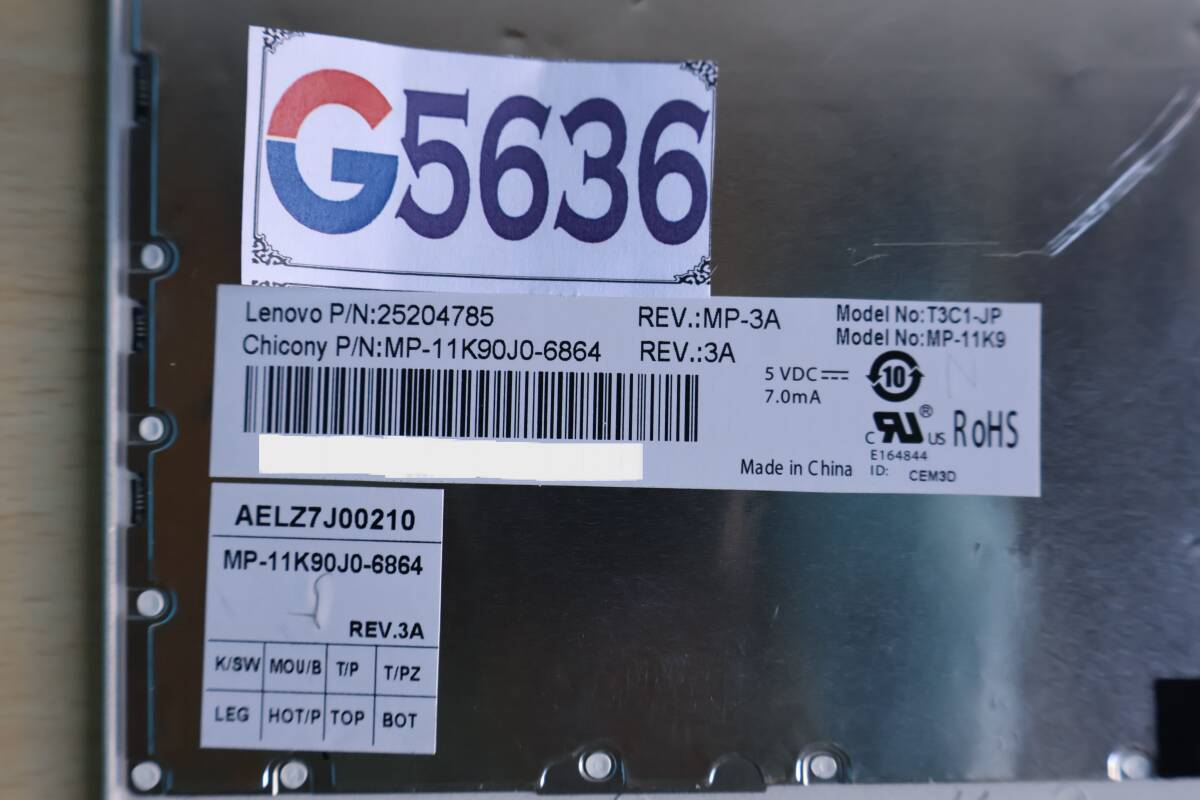 G5636
Lenovo P/N:25204785 REV.:MP-3A
Chicony P/N:MP-11K90J0-6864 REV.:3A
Model No:T3C1-JP
Model No:MP-11K9
5 VDC
7.0mA
10
N
c RU ® US
RoHS
E164844
Made in China
ID: CEM3D
AELZ7J00210
MP-11K90J0-6864
REV.3A
K/SW MOU/B T/P T/PZ
LEG HOT/P TOP BOT